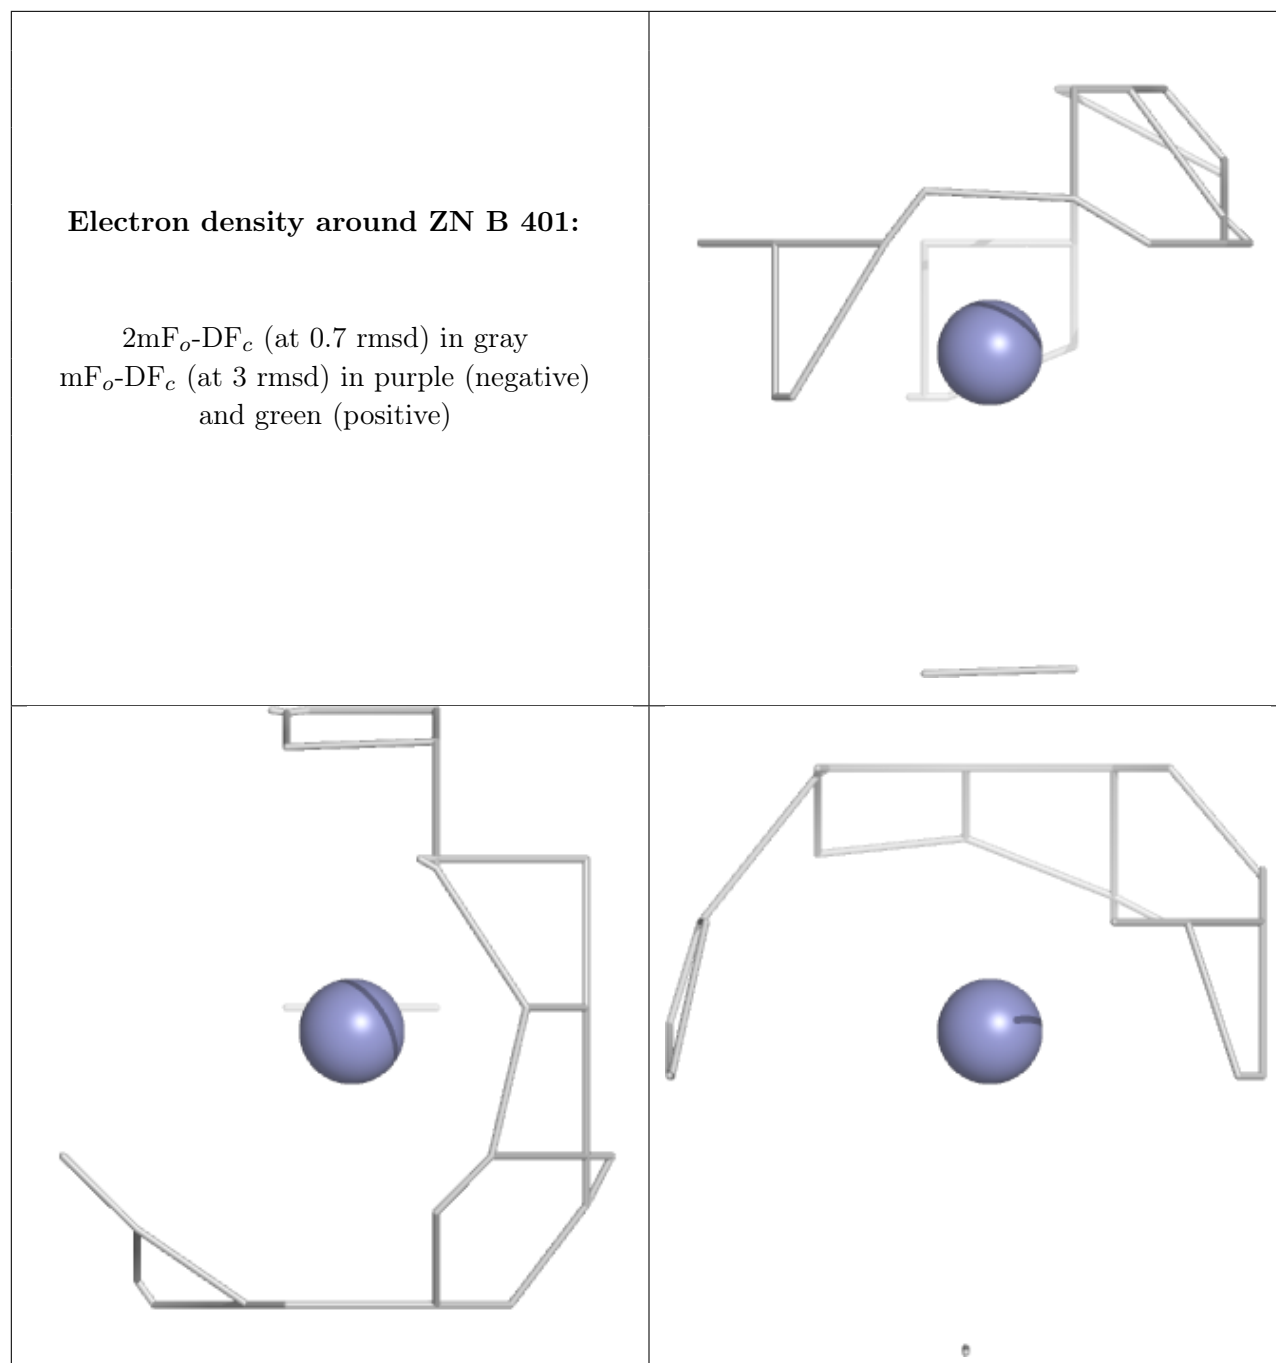 Electron density around ZN B 401:
2mFo-DFc (at 0.7 rmsd) in gray
mFo-DFc (at 3 rmsd) in purple (negative)
and green (positive)